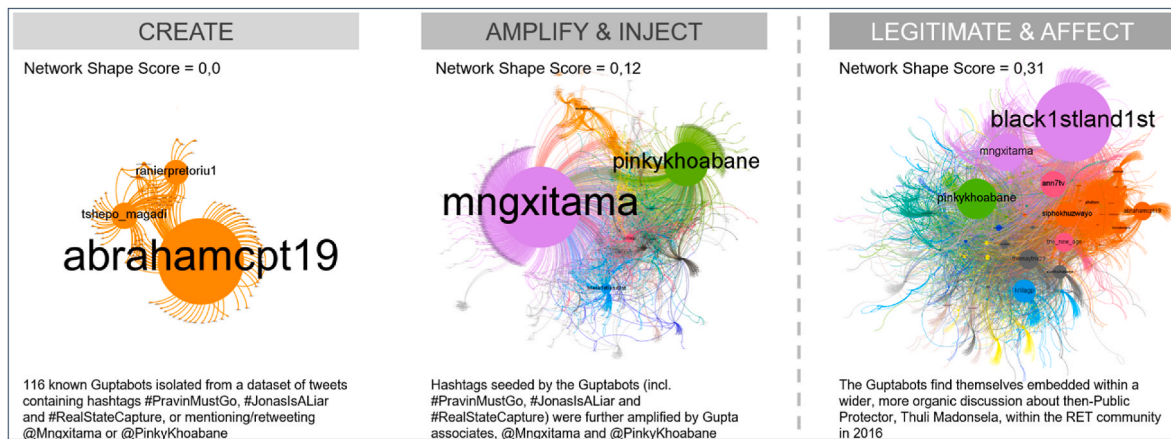 CREATE
Network Shape Score = 0,0
ranierpretoriu1
tshepo_magadi
abrahamcpt19
116 known Guptabots isolated from a dataset of tweets
containing hashtags #PravinMustGo, #JonasIsALiar
and #RealStateCapture, or mentioning/retweeting
@Mngxitama or @PinkyKhoabane
AMPLIFY & INJECT
Network Shape Score = 0,12
pinkykhoabane
mngxitama
Hashtags seeded by the Guptabots (incl.
#PravinMustGo, #JonasIsALiar and
#RealStateCapture) were further amplified by Gupta
associates, @Mngxitama and @PinkyKhoabane
LEGITIMATE & AFFECT
Network Shape Score = 0,31
black1stland1st
mngxitama
ann7tv
pinkykhoabane
siphokhuzwayo
abrahamcpt19
the_new_age
The Guptabots find themselves embedded within a
wider, more organic discussion about then-Public
Protector, Thuli Madonsela, within the RET community
in 2016